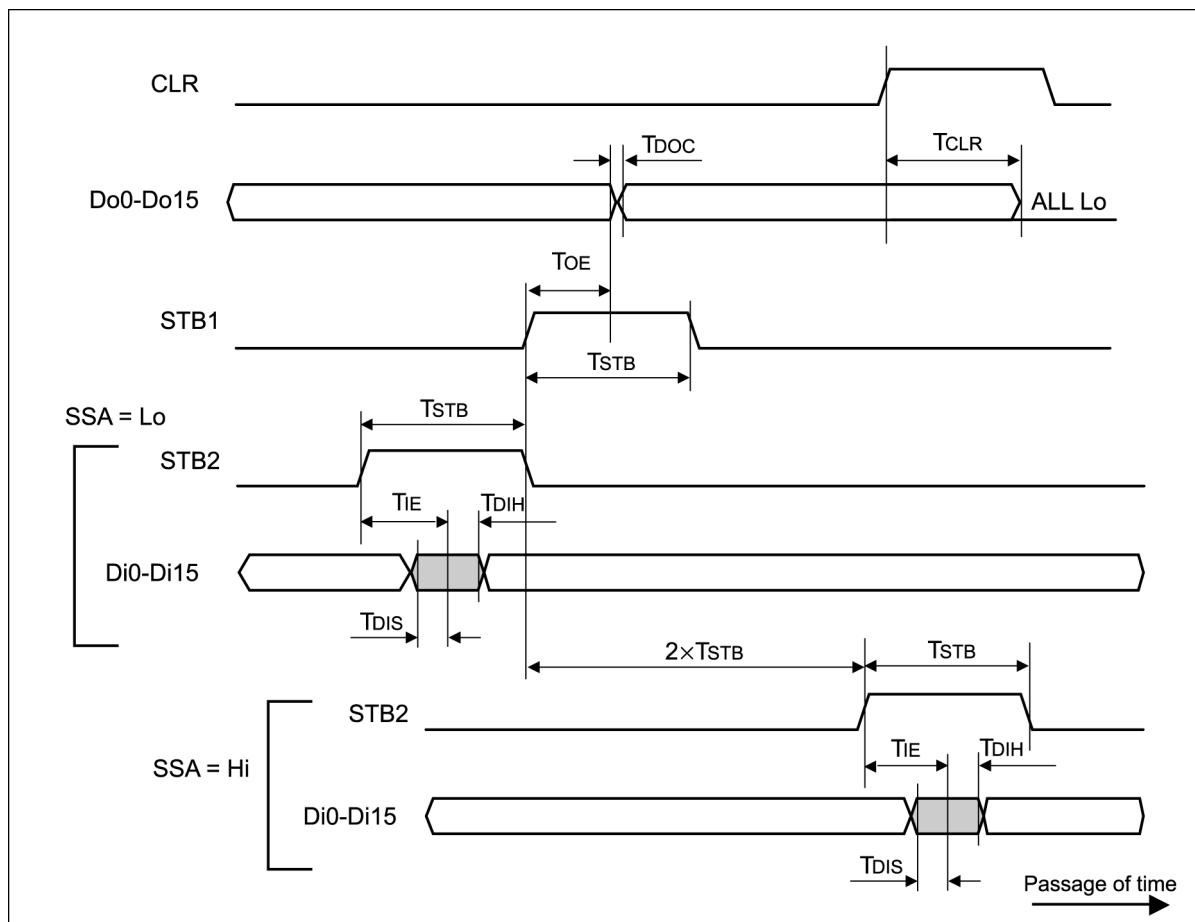 CLR
TDOC
TCLR
Do0-Do15
ALL Lo
TOE
STB1
TSTB
SSA = Lo
TSTB
STB2
TIE
TDIH
Di0-Di15
TDIS
2×TSTB
TSTB
STB2
SSA = Hi
TIE
TDIH
Di0-Di15
TDIS
Passage of time